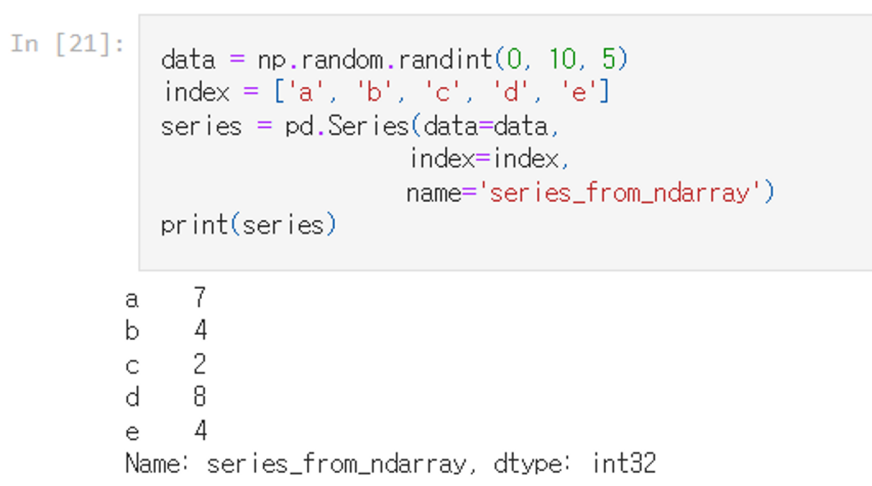 In [21]:
data = np.random.randint(0, 10, 5)
index = ['a', 'b', 'c', 'd', 'e']
series = pd.Series(data=data,
index=index,
name='series_from_ndarray')
print(series)
a 7
b 4
c 2
d 8
e 4
Name: series_from_ndarray, dtype: int32